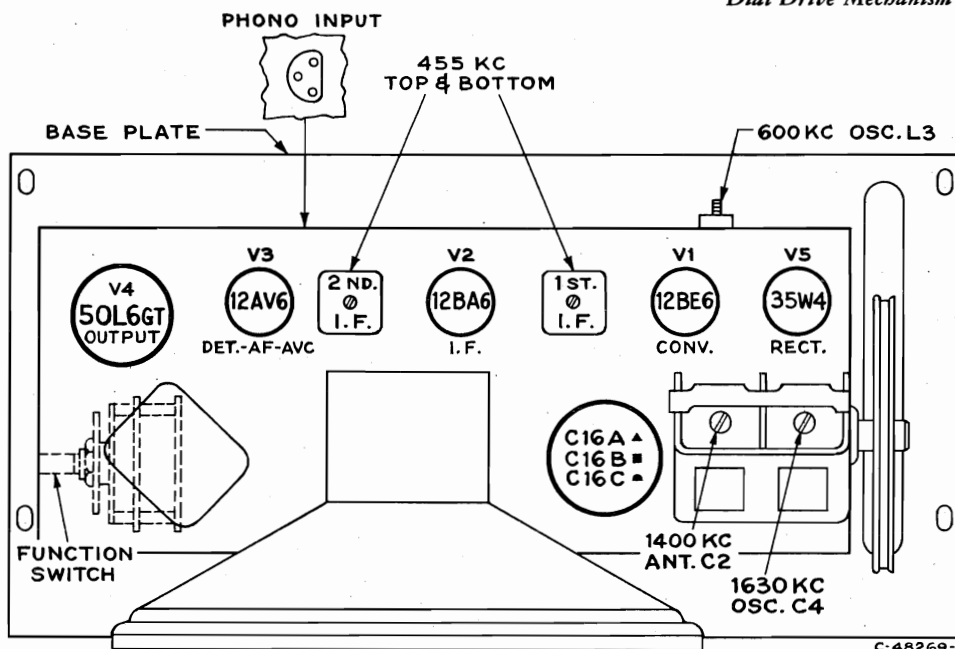 Dial Drive Mechanism
PHONO INPUT
455 KC
TOP & BOTTOM
BASE PLATE
600 KC OSC. L3
V4
50L6GT
OUTPUT
V3
12AV6
DET.-AF-AVC
2 ND.
I.F.
V2
12BA6
I.F.
1 ST.
I.F.
V1
12BE6
CONV.
V5
35W4
RECT.
C16A ▲
C16B ■
C16C
FUNCTION
SWITCH
1400 KC
ANT. C2
1630 KC
OSC. C4
C-48269-